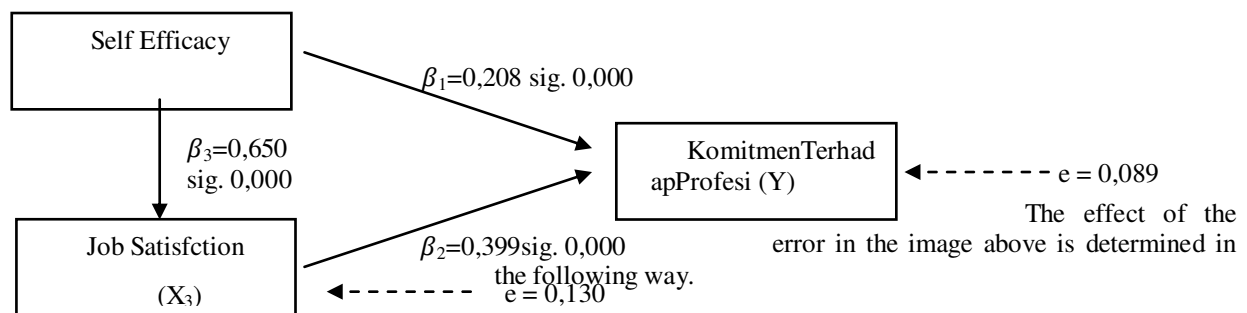 Self Efficacy
β1=0,208 sig. 0,000
KomitmenTerhad
apProfesi (Y)
β3=0,650
sig. 0,000
e = 0,089
The effect of the
error in the image above is determined in
Job Satisfction
(X3)
β2=0,399sig. 0,000
the following way.
e = 0,130